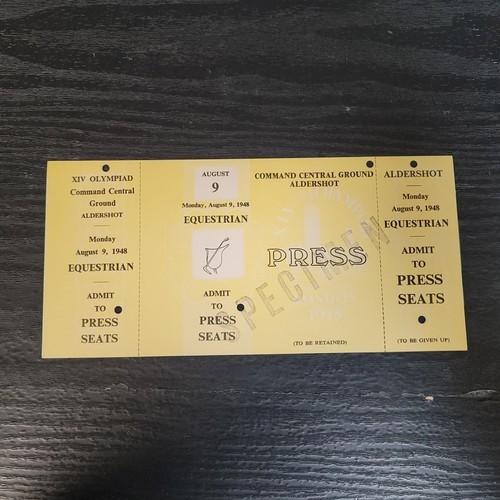 XIV OLYMPIAD
Command Central
Ground
ALDERSHOT
Monday
August 9, 1948
EQUESTRIAN
ADMIT
TO
PRESS
SEATS
AUGUST
9
Monday, August 9, 1948
EQUESTRIAN
ADMIT
TO
PRESS
SEATS
COMMAND CENTRAL GROUND
ALDERSHOT
PRESS
SPECIMEN
1948
(TO BE RETAINED)
ALDERSHOT
Monday
August 9, 1948
EQUESTRIAN
ADMIT
TO
PRESS
SEATS
(TO BE GIVEN UP)